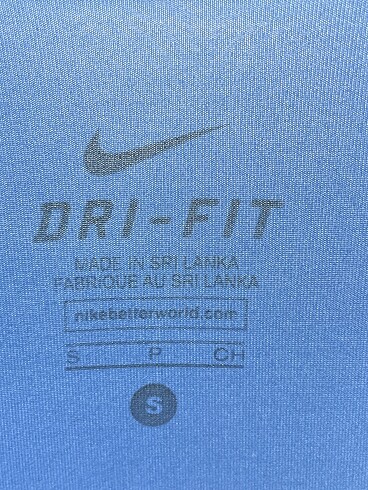 DRI-FIT
MADE IN SRI LANKA
FABRIQUE AU SRI LANKA
nikebetterworld.com
S P CH
S